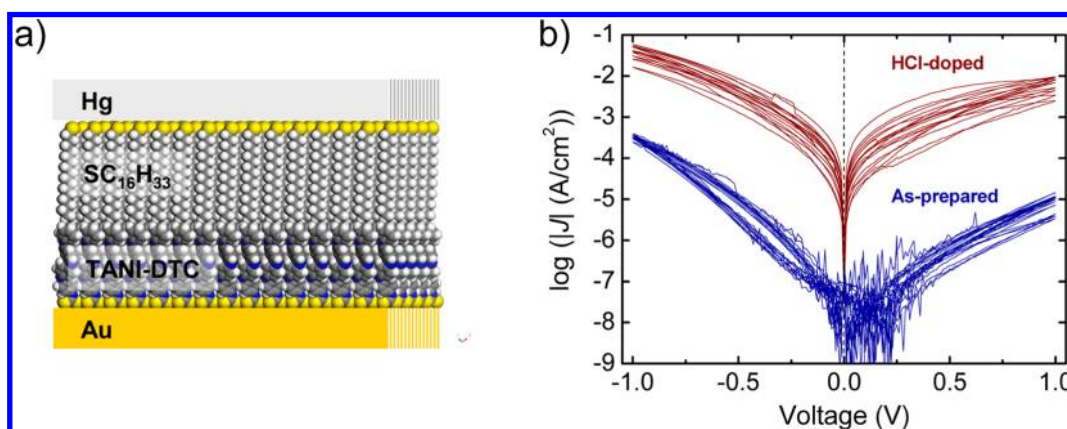 a)
Hg
SC₁₆H₃₃
TANI-DTC
Au
b)
log (|J| (A/cm²)
-1
-2
-3
-4
-5
-6
-7
-8
-9
HCl-doped
As-prepared
-1.0 -0.5 0.0 0.5 1.0
Voltage (V)